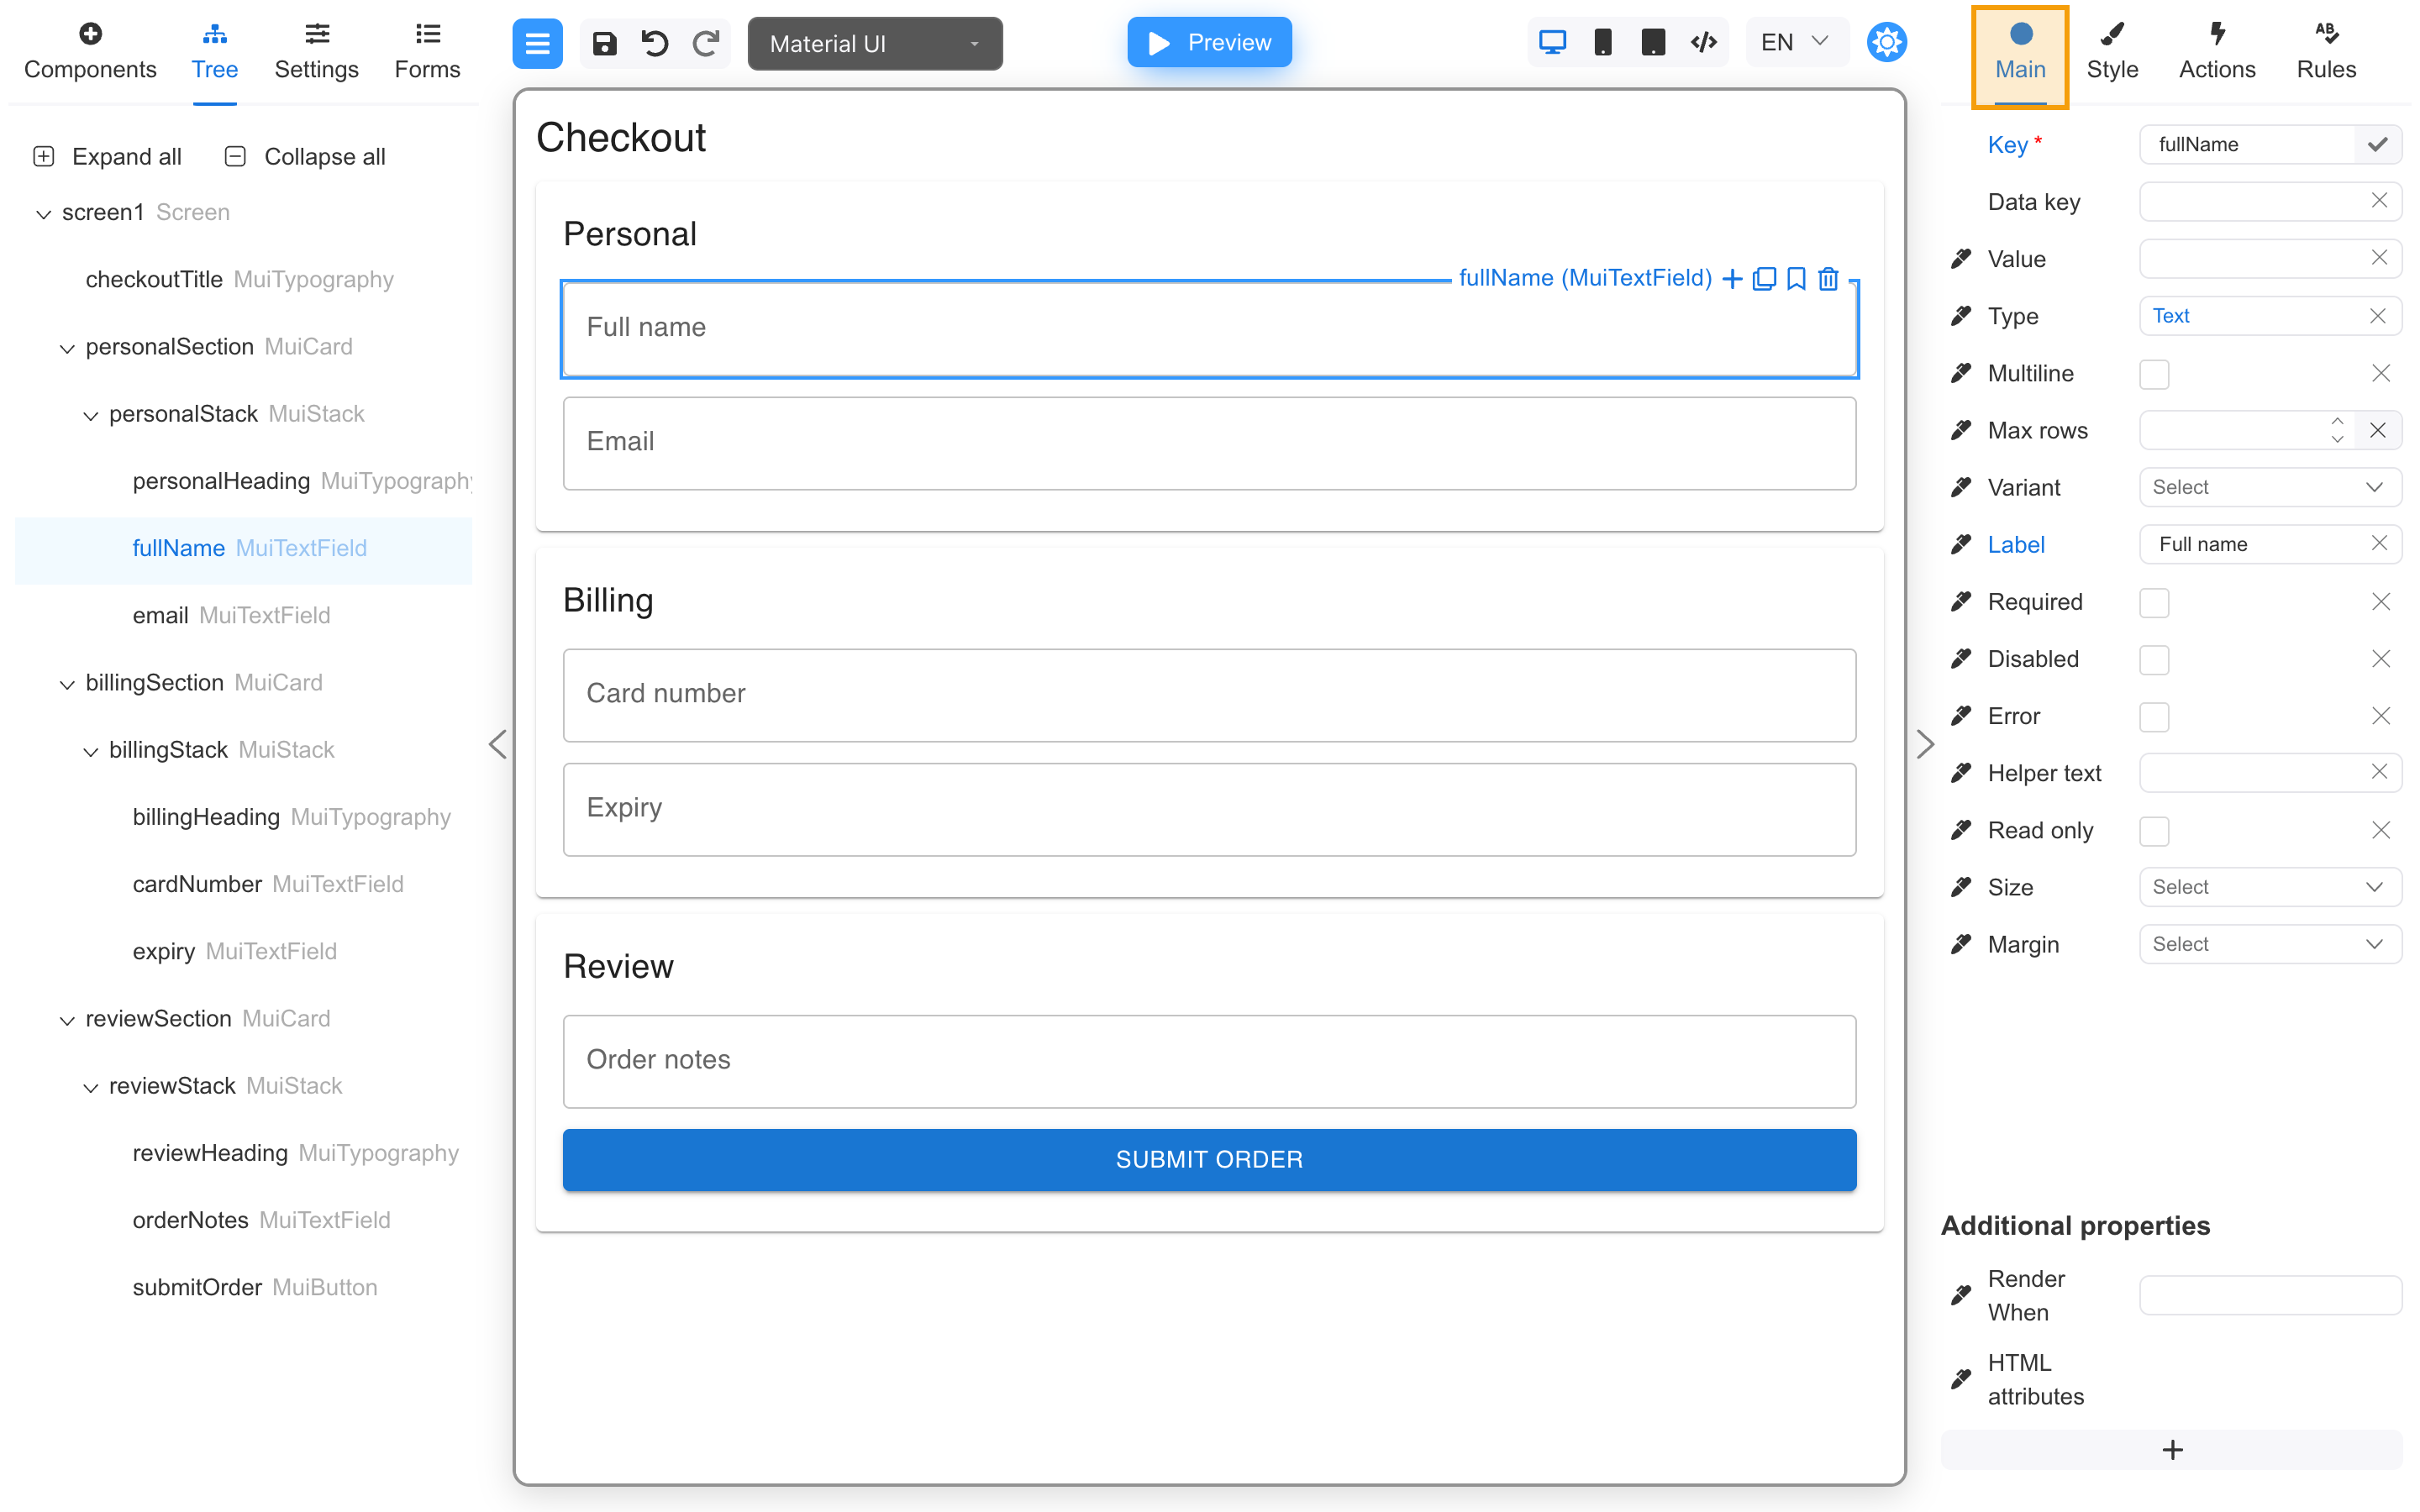 Components
Tree
Settings
Forms
Material UI
Preview
EN
Main
Style
Actions
Rules
Expand all
Collapse all
screen1 Screen
checkoutTitle MuiTypography
personalSection MuiCard
personalStack MuiStack
personalHeading MuiTypography
fullName MuiTextField
email MuiTextField
billingSection MuiCard
billingStack MuiStack
billingHeading MuiTypography
cardNumber MuiTextField
expiry MuiTextField
reviewSection MuiCard
reviewStack MuiStack
reviewHeading MuiTypography
orderNotes MuiTextField
submitOrder MuiButton
Checkout
Personal
fullName (MuiTextField)
Full name
Email
Billing
Card number
Expiry
Review
Order notes
SUBMIT ORDER
Key * fullName
Data key
Value
Type Text
Multiline
Max rows
Variant Select
Label Full name
Required
Disabled
Error
Helper text
Read only
Size Select
Margin Select
Additional properties
Render
When
HTML
attributes